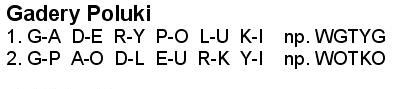 Gadery Poluki
1. G-A D-E R-Y P-O L-U K-I np. WGTYG
2. G-P A-O D-L E-U R-K Y-I np. WOTKO